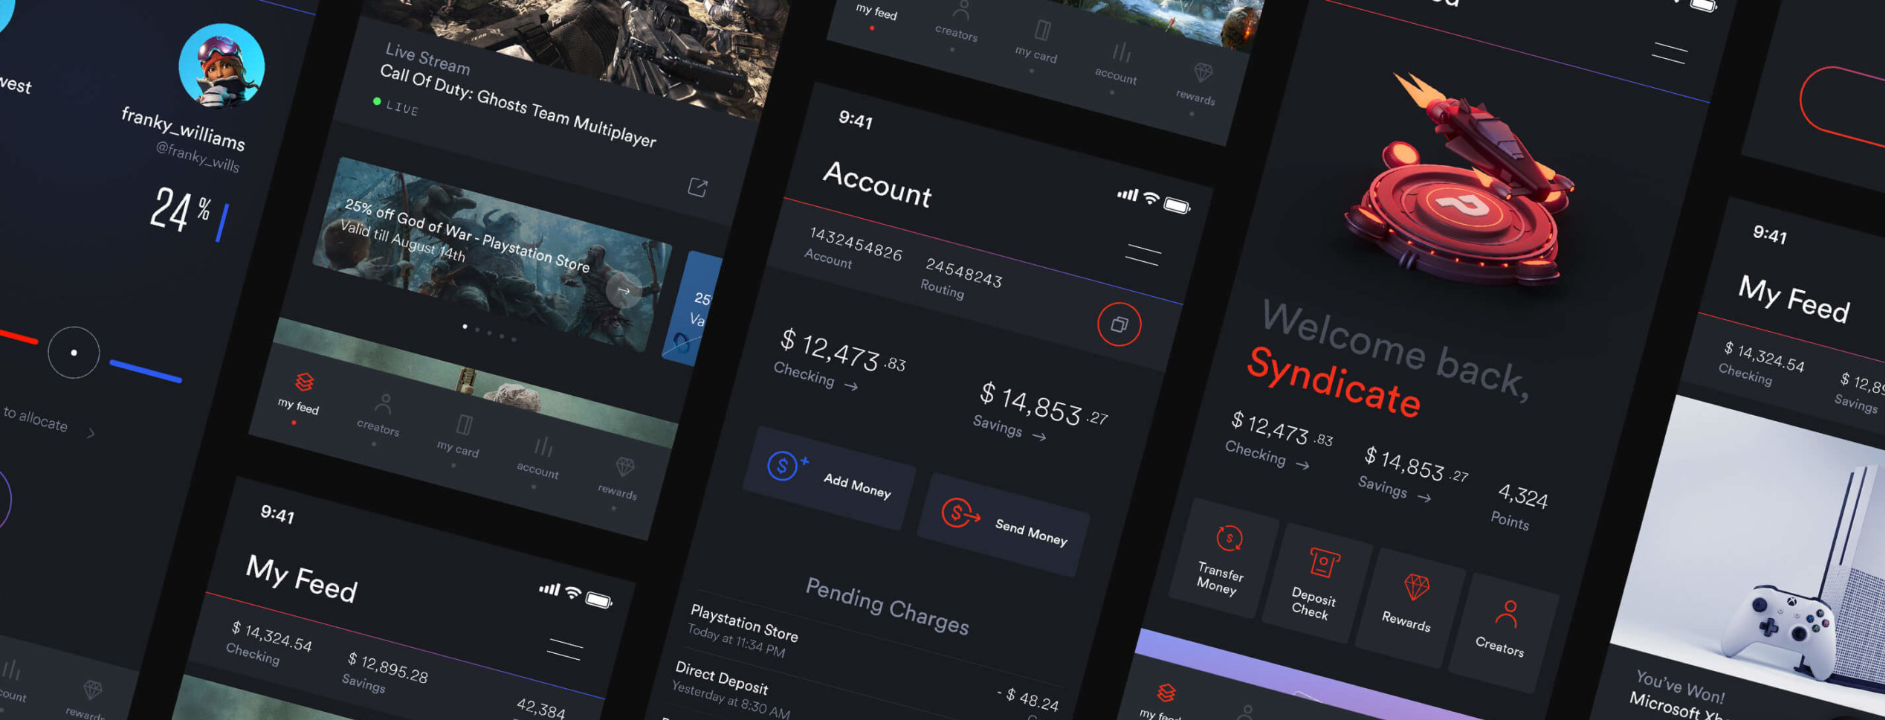 west
franky_williams
@franky_wills
24 %
to allocate
count
rewards
Live Stream
Call Of Duty: Ghosts Team Multiplayer
LIVE
25% off God of War - Playstation Store
Valid till August 14th
25
Va
my feed
creators
my card
account
rewards
9:41
My Feed
$ 14,324.54
Checking
$ 12,895.28
Savings
42,384
my feed
creators
my card
account
rewards
9:41
Account
1432454826
Account
24548243
Routing
$ 12,473 .83
Checking
$ 14,853 .27
Savings
Add Money
Send Money
Pending Charges
Playstation Store
Today at 11:34 PM
- $ 48.24
Direct Deposit
Yesterday at 8:30 AM
Welcome back,
Syndicate
$ 12,473 .83
Checking
$ 14,853 .27
Savings
4,324
Points
Transfer
Money
Deposit
Check
Rewards
Creators
my feed
9:41
My Feed
$ 14,324.54
Checking
$ 12,89
Savings
You've Won!
Microsoft Xb